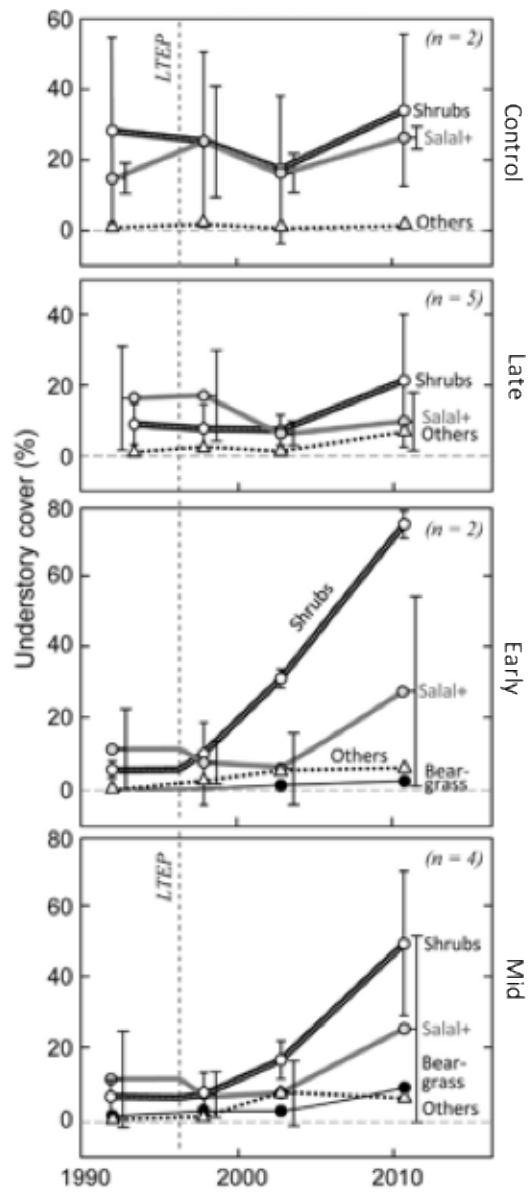 60
40
20
0
LTEP
(n = 2)
Shrubs
Salal+
Others
Control
40
20
0
(n = 5)
Shrubs
Salal+
Others
Late
Understory cover (%)
80
60
40
20
0
(n = 2)
Shrubs
Salal+
Others
Bear-
grass
Early
80
60
40
20
0
LTEP
(n = 4)
Shrubs
Salal+
Bear-
grass
Others
Mid
1990
2000
2010